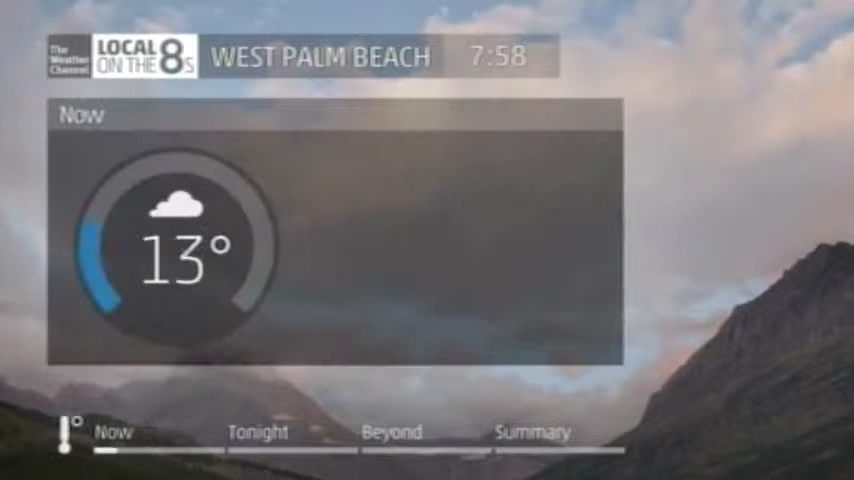 The Weather Channel
LOCAL ON THE 8s
WEST PALM BEACH 7:58
Now
13°
° Now Tonight Beyond Summary